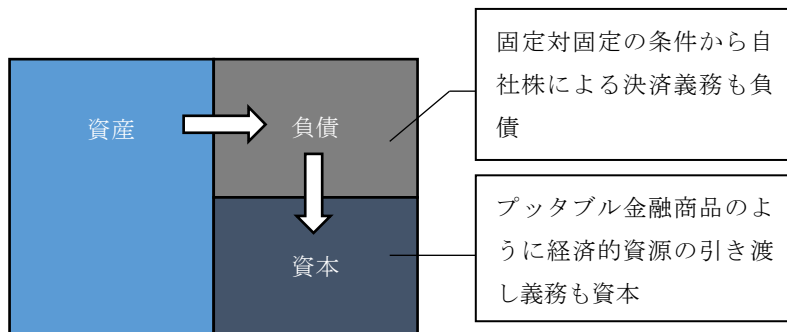 資産
負債
資本
固定対固定の条件から自
社株による決済義務も負
債
プッタブル金融商品のよ
うに経済的資源の引き渡
し義務も資本